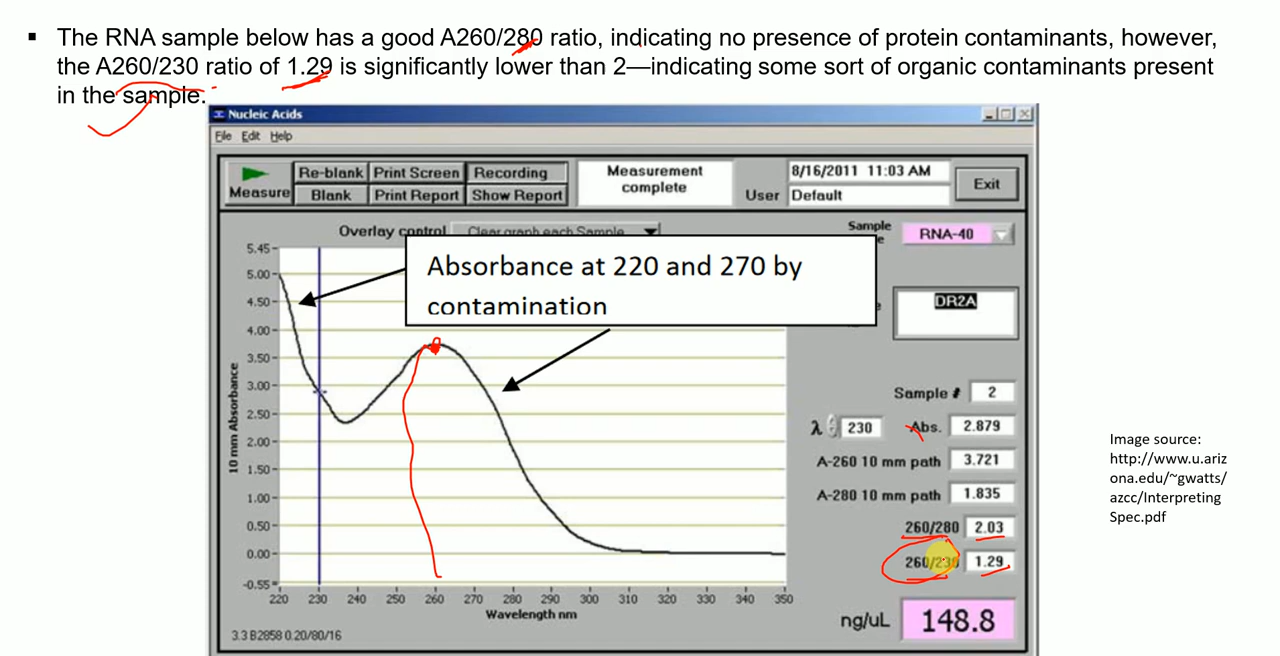 ▪ The RNA sample below has a good A260/280 ratio, indicating no presence of protein contaminants, however,
the A260/230 ratio of 1.29 is significantly lower than 2—indicating some sort of organic contaminants present
in the sample.
Nucleic Acids
File Edit Help
Measure
Re-blank Print Screen Recording
Blank Print Report Show Report
Measurement
complete
8/16/2011 11:03 AM
User Default
Exit
Overlay control Clear graph each Sample
Sample
RNA-40
Absorbance at 220 and 270 by
contamination
DR2A
5.45
5.00
4.50
4.00
3.50
3.00
2.50
2.00
1.50
1.00
0.50
0.00
-0.55
10 mm Absorbance
220 230 240 250 260 270 280 290 300 310 320 330 340 350
Wavelength nm
3.3 B2858 0.20/80/16
Sample # 2
λ 230 Abs. 2.879
A-260 10 mm path 3.721
A-280 10 mm path 1.835
260/280 2.03
260/230 1.29
ng/uL 148.8
Image source:
http://www.u.ariz
ona.edu/~gwatts/
azcc/Interpreting
Spec.pdf